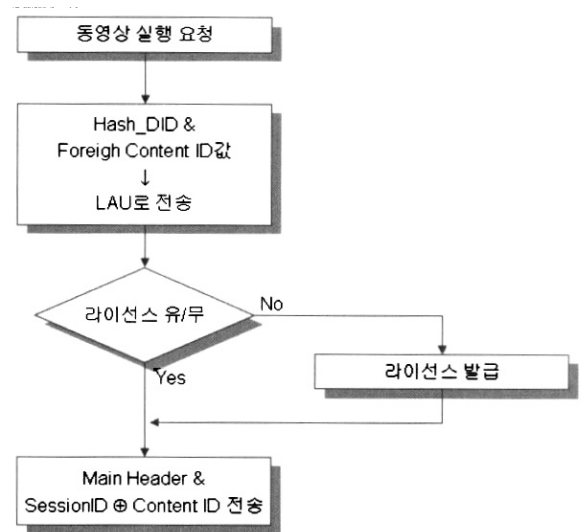 동영상 실행 요청
Hash_DID &
Foreigh Content ID값
↓
LAU로 전송
라이선스 유/무
No
Yes
라이선스 발급
Main Header &
SessionID ⊕ Content ID 전송